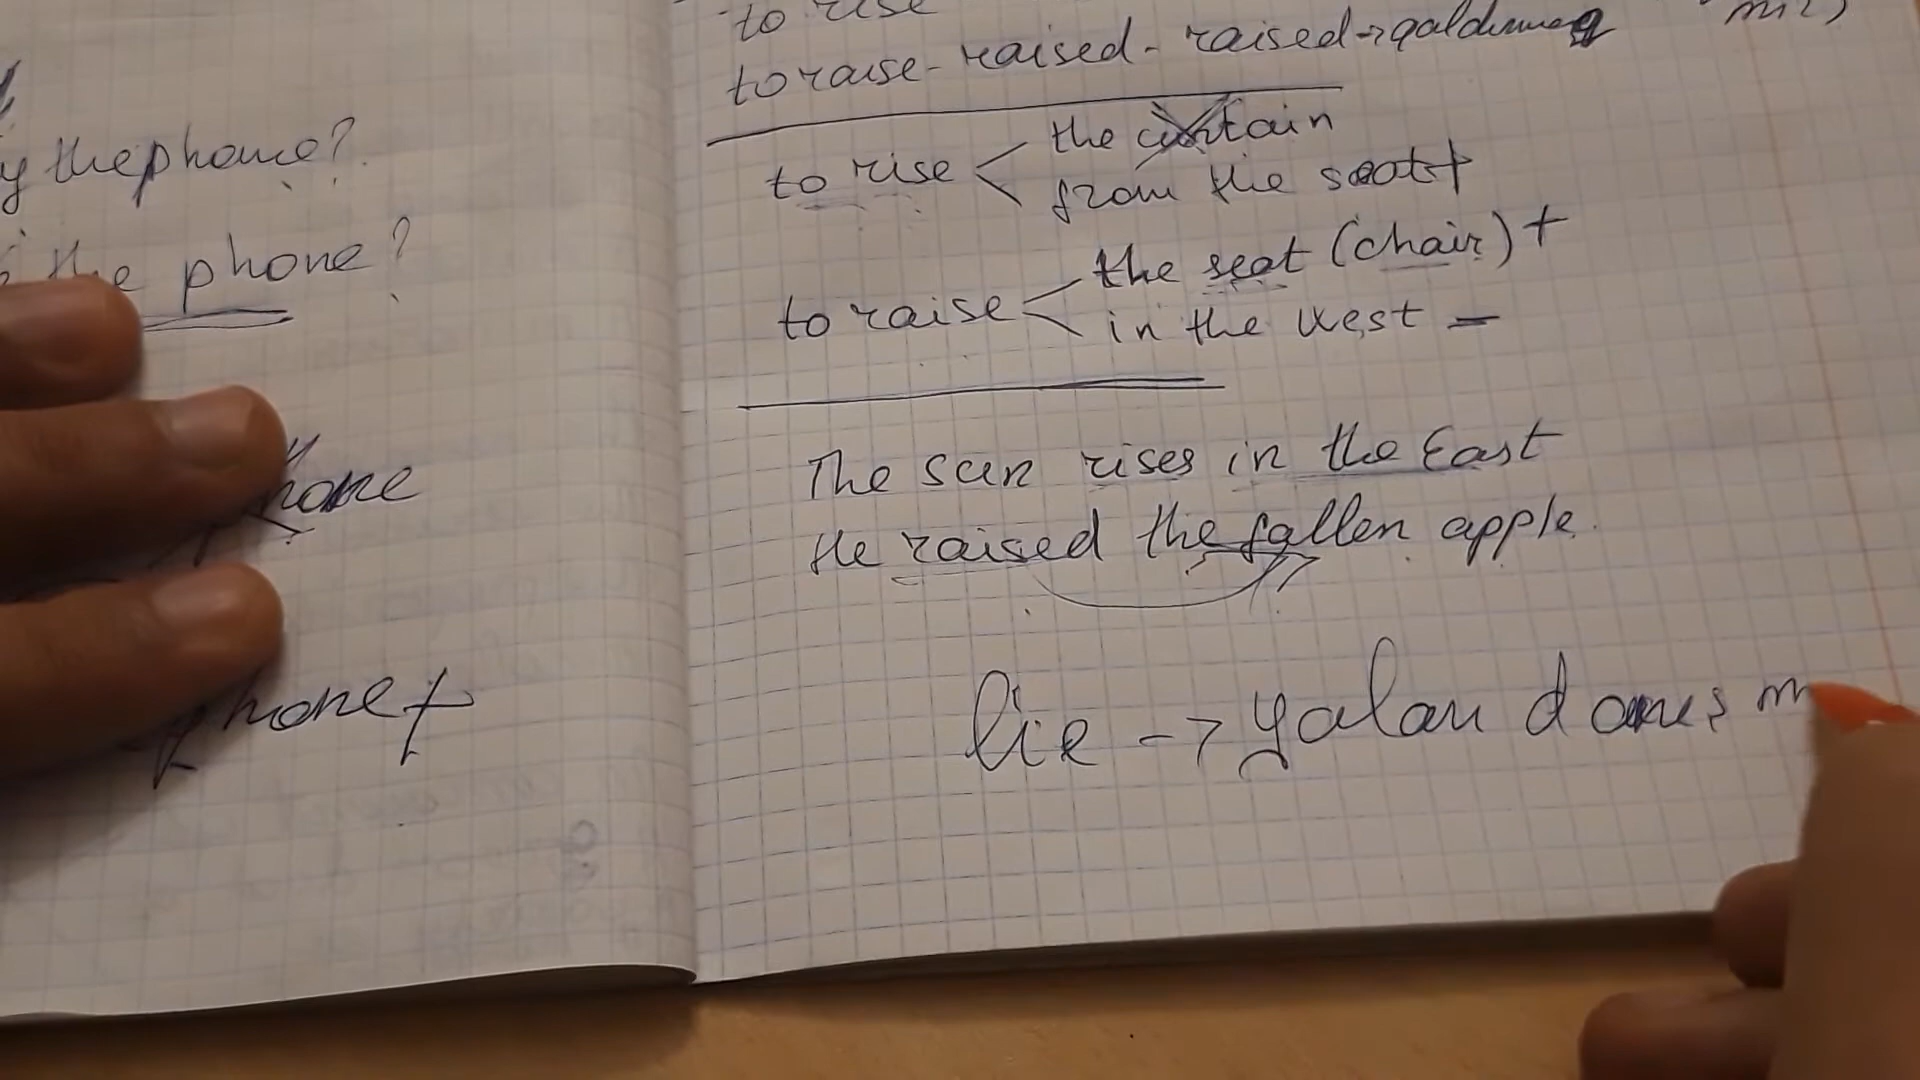 y the phone?
the phone?
phone
phone +
to rise
to raise - raised - raised →
to rise < the curtain
from the seat +
to raise < the seat (chair) +
in the West -
The sun rises in the East
He raised the fallen apple.
lie → yalan danış m